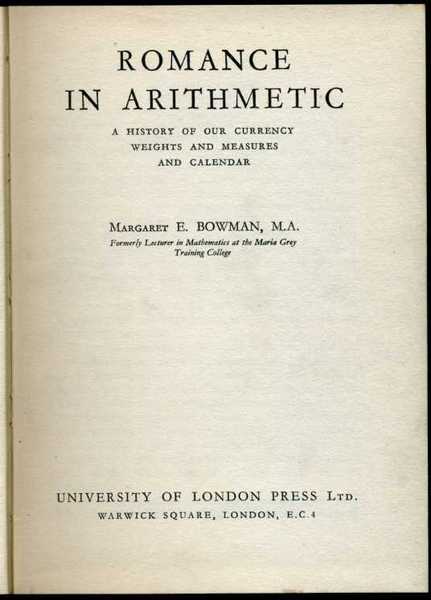 ROMANCE
IN ARITHMETIC
A HISTORY OF OUR CURRENCY
WEIGHTS AND MEASURES
AND CALENDAR
MARGARET E. BOWMAN, M.A.
Formerly Lecturer in Mathematics at the Maria Grey
Training College
UNIVERSITY OF LONDON PRESS LTD.
WARWICK SQUARE, LONDON, E.C.4